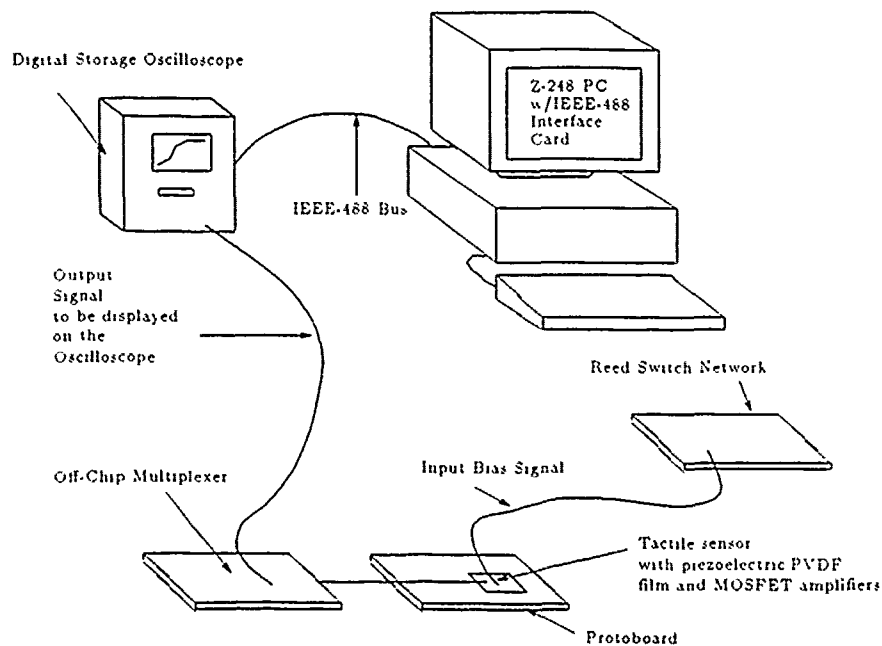 Digital Storage Oscilloscope
Z-248 PC
w/IEEE-488
Interface
Card
IEEE-488 Bus
Output
Signal
to be displayed
on the
Oscilloscope
Reed Switch Network
Off-Chip Multiplexer
Input Bias Signal
Tactile sensor
with piezoelectric PVDF
film and MOSFET amplifiers
Protoboard